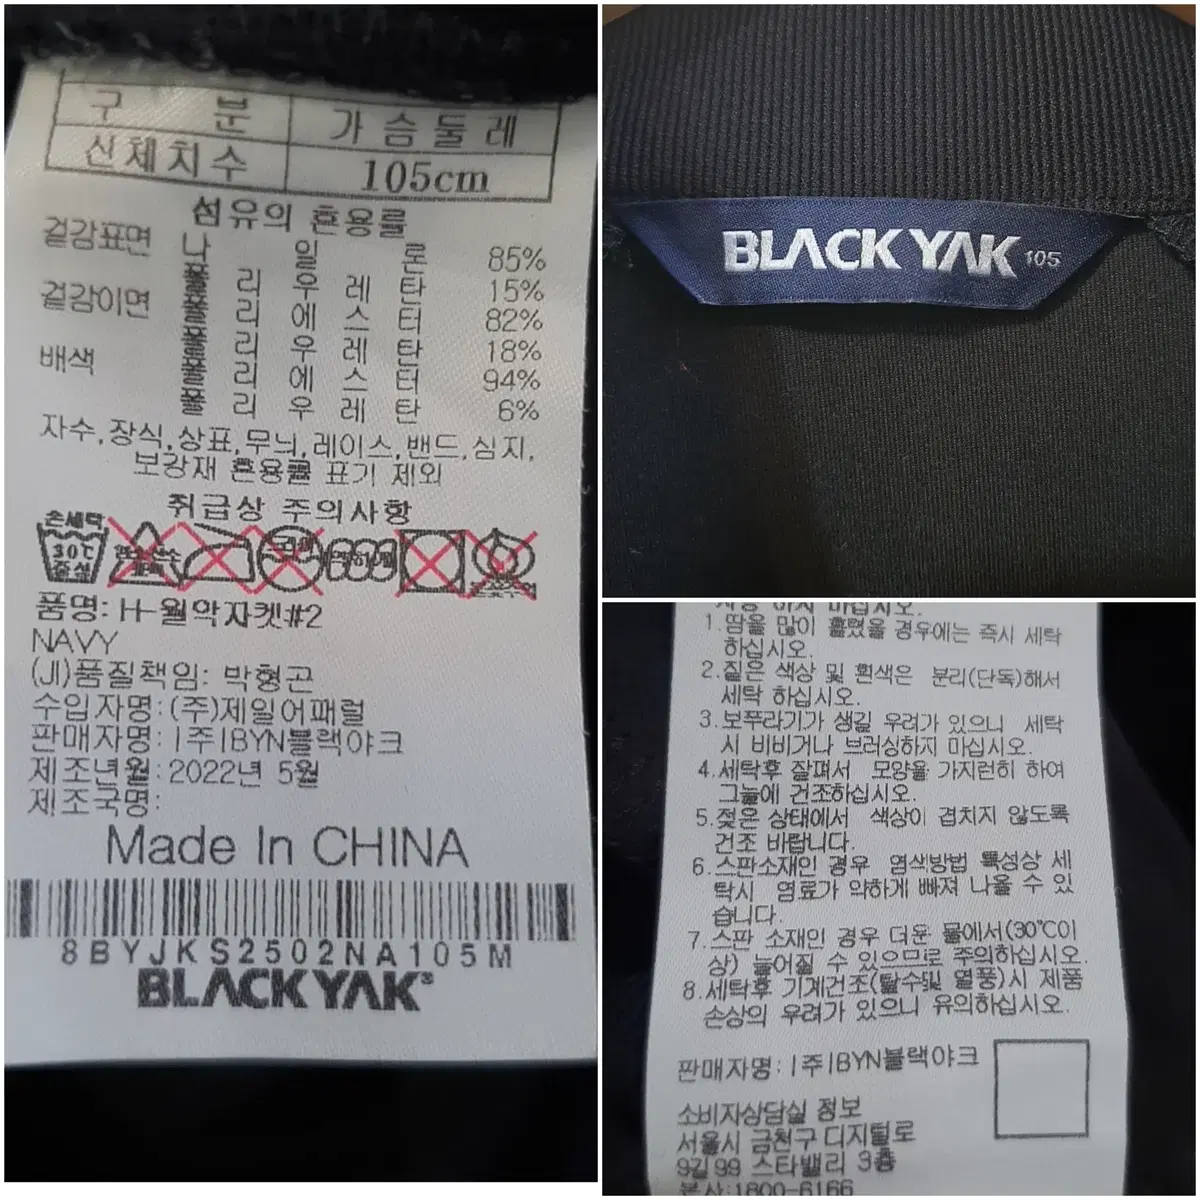 구 분 가슴둘레
신체치수 105cm
섬유의 혼용률
겉감표면 나 일 론 85%
폴 리 우 레 탄 15%
겉감이면 폴 리 에 스 터 82%
폴 리 우 레 탄 18%
배색 폴 리 에 스 터 94%
폴 리 우 레 탄 6%
자수,장식,상표,무늬,레이스,밴드,심지,
보강재 혼용률 표기 제외
취급상 주의사항
손세탁
30℃
중성
약하게
품명: H-월악자켓#2
NAVY
(JI)품질책임: 박형곤
수입자명: (주)제일어패럴
판매자명: |주|BYN블랙야크
제조년월: 2022년 5월
제조국명:
Made In CHINA
8BYJKS2502NA105M
BLACKYAK®
BLACKYAK 105
사용 하지 마십시오.
1.땀을 많이 흘렸을 경우에는 즉시 세탁
하십시오.
2.짙은 색상 및 흰색은 분리(단독)해서
세탁 하십시오.
3.보푸라기가 생길 우려가 있으니 세탁
시 비비거나 브러싱하지 마십시오.
4.세탁후 잘펴서 모양을 가지런히 하여
그늘에 건조하십시오.
5.젖은 상태에서 색상이 겹치지 않도록
건조 바랍니다.
6.스판소재인 경우 염색방법 특성상 세
탁시 염료가 약하게 빠져 나올 수 있
습니다.
7.스판 소재인 경우 더운 물에서(30℃이
상) 늘어질 수 있으므로 주의하십시오.
8.세탁후 기계건조(탈수및 열풍)시 제품
손상의 우려가 있으니 유의하십시오.
판매자명: |주|BYN블랙야크
소비자상담실 정보
서울시 금천구 디지털로
9길99 스타밸리 3층
본사:1800-6166